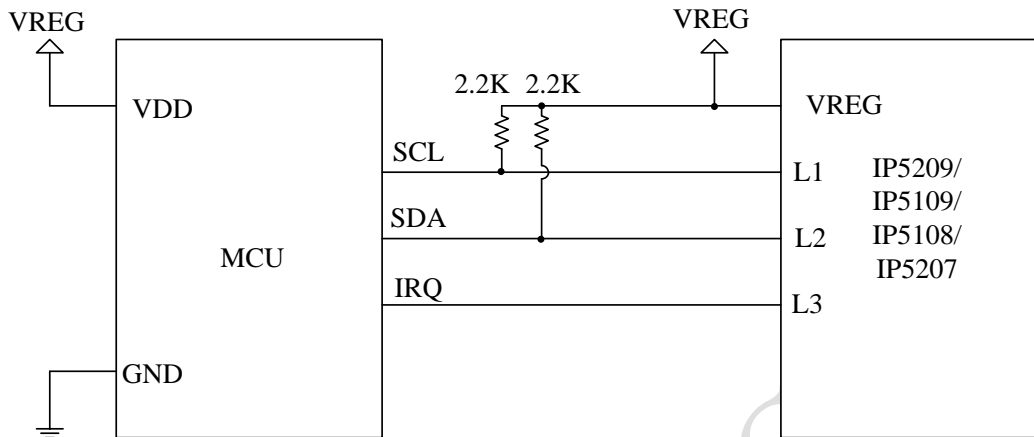 VREG
VREG
2.2K 2.2K
VDD
VREG
SCL
L1
IP5209/
IP5109/
IP5108/
IP5207
SDA
L2
MCU
IRQ
L3
GND